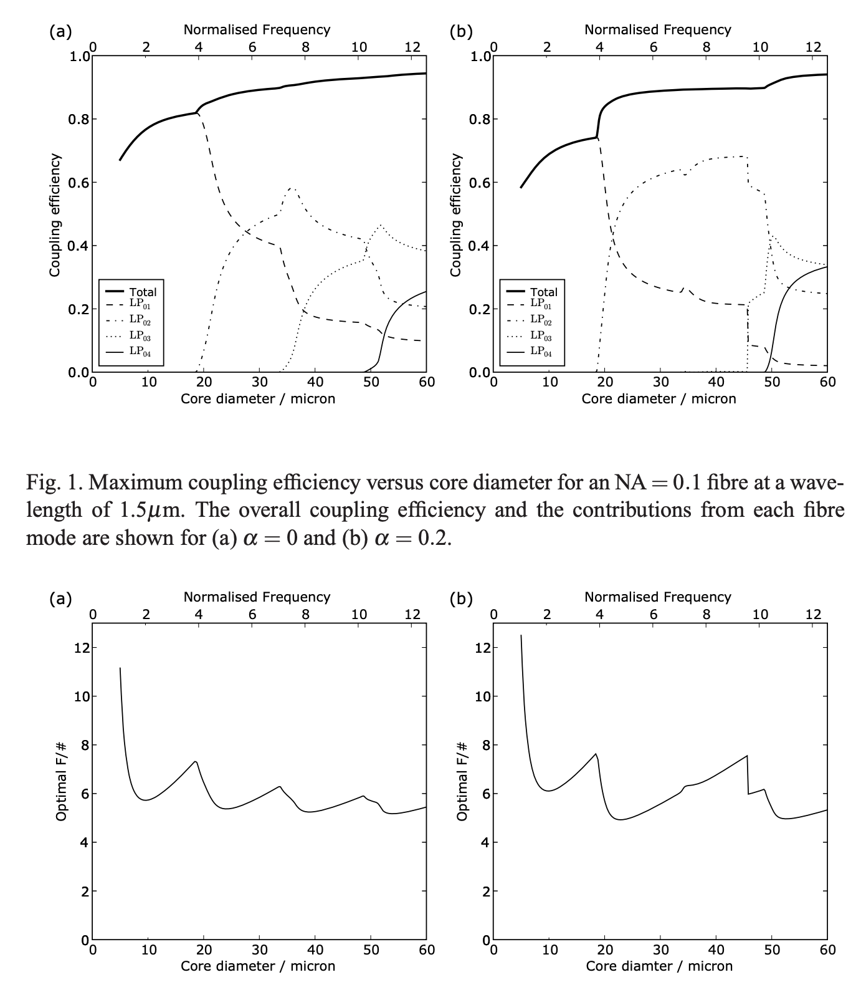 (a)
Normalised Frequency
0 2 4 6 8 10 12
1.0
0.8
0.6
0.4
0.2
0.0
Coupling efficiency
Total
LP01
LP02
LP03
LP04
0 10 20 30 40 50 60
Core diameter / micron
(b)
Normalised Frequency
0 2 4 6 8 10 12
1.0
0.8
0.6
0.4
0.2
0.0
Coupling efficiency
Total
LP01
LP02
LP03
LP04
0 10 20 30 40 50 60
Core diameter / micron
Fig. 1. Maximum coupling efficiency versus core diameter for an NA = 0.1 fibre at a wave-
length of 1.5μm. The overall coupling efficiency and the contributions from each fibre
mode are shown for (a) α = 0 and (b) α = 0.2.
(a)
Normalised Frequency
0 2 4 6 8 10 12
12
10
8
6
4
2
0
Optimal F/#
0 10 20 30 40 50 60
Core diameter / micron
(b)
Normalised Frequency
0 2 4 6 8 10 12
12
10
8
6
4
2
0
Optimal F/#
0 10 20 30 40 50 60
Core diamter / micron